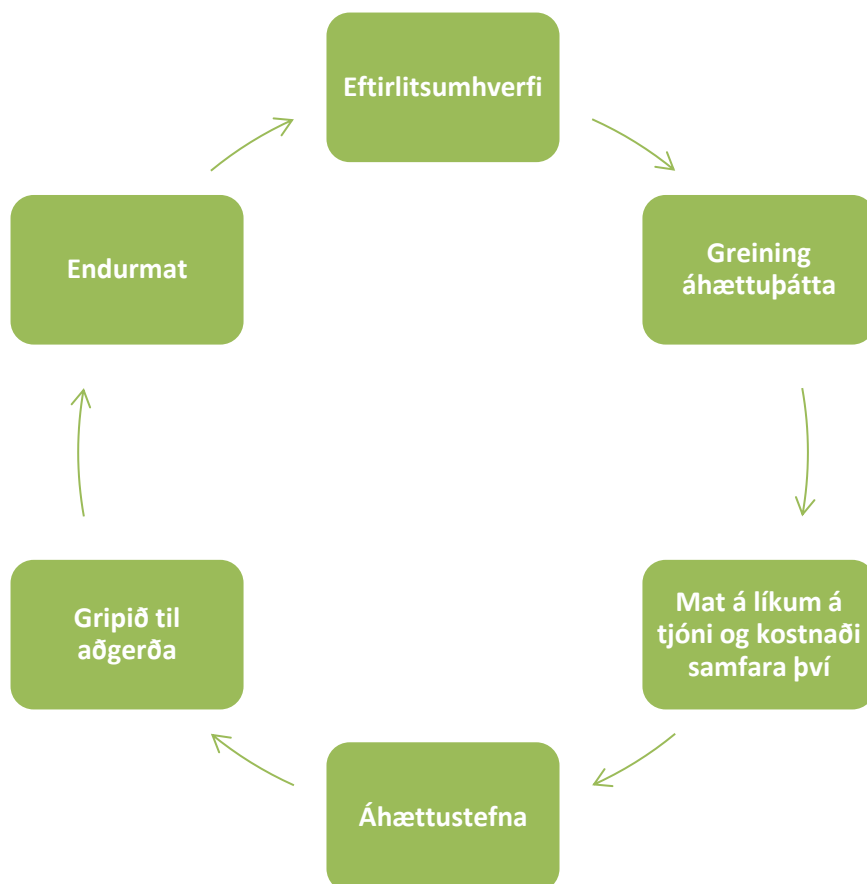 Eftirlitsumhverfi
Greining
áhættuþátta
Mat á líkum á
tjóni og kostnaði
samfara því
Áhættustefna
Gripið til
aðgerða
Endurmat